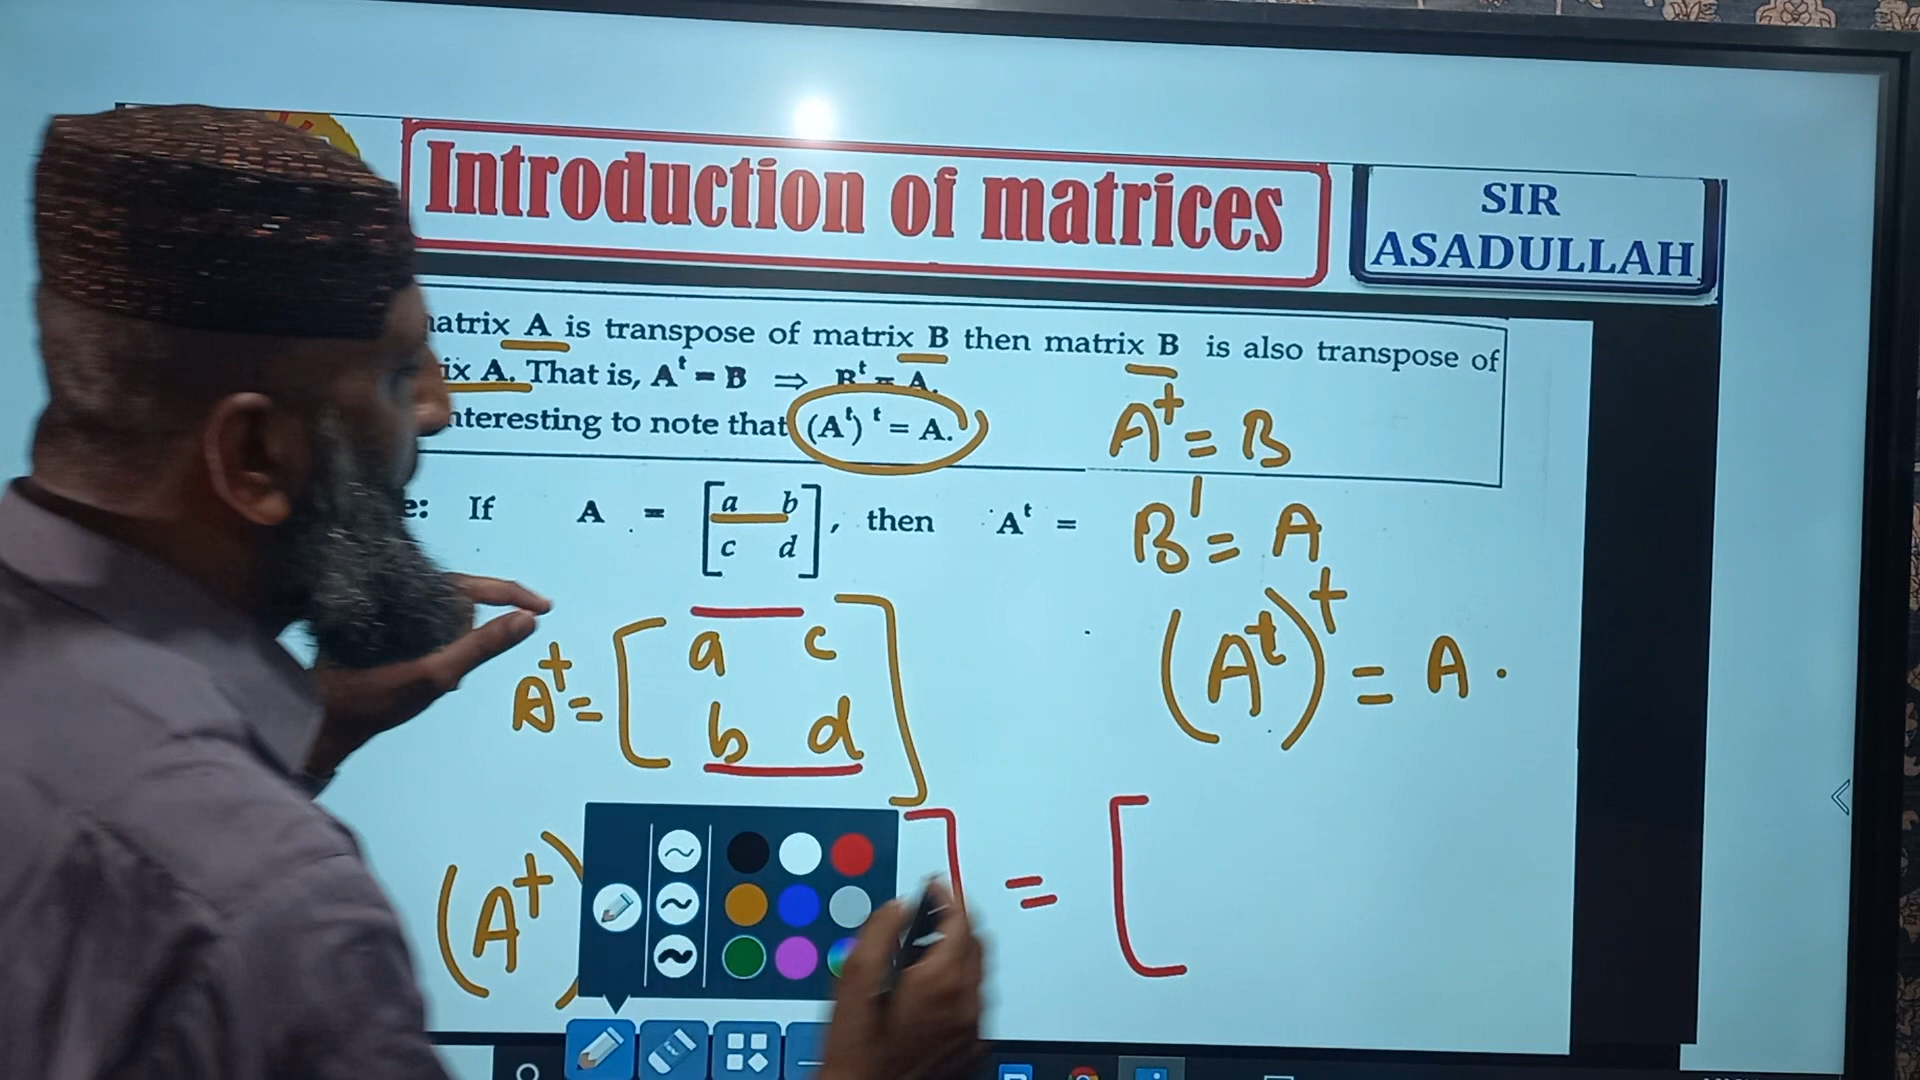 Introduction of matrices
SIR
ASADULLAH
matrix A is transpose of matrix B then matrix B is also transpose of
ix A. That is, Aᵗ = B ⇒ Bᵗ = A.
nteresting to note that (Aᵗ)ᵗ = A.
Aᵗ = B
e: If A = [a b
c d], then Aᵗ =
Bᵗ = A
Aᵗ = [a c
b d]
(Aᵗ)ᵗ = A.
(Aᵗ) ] = [